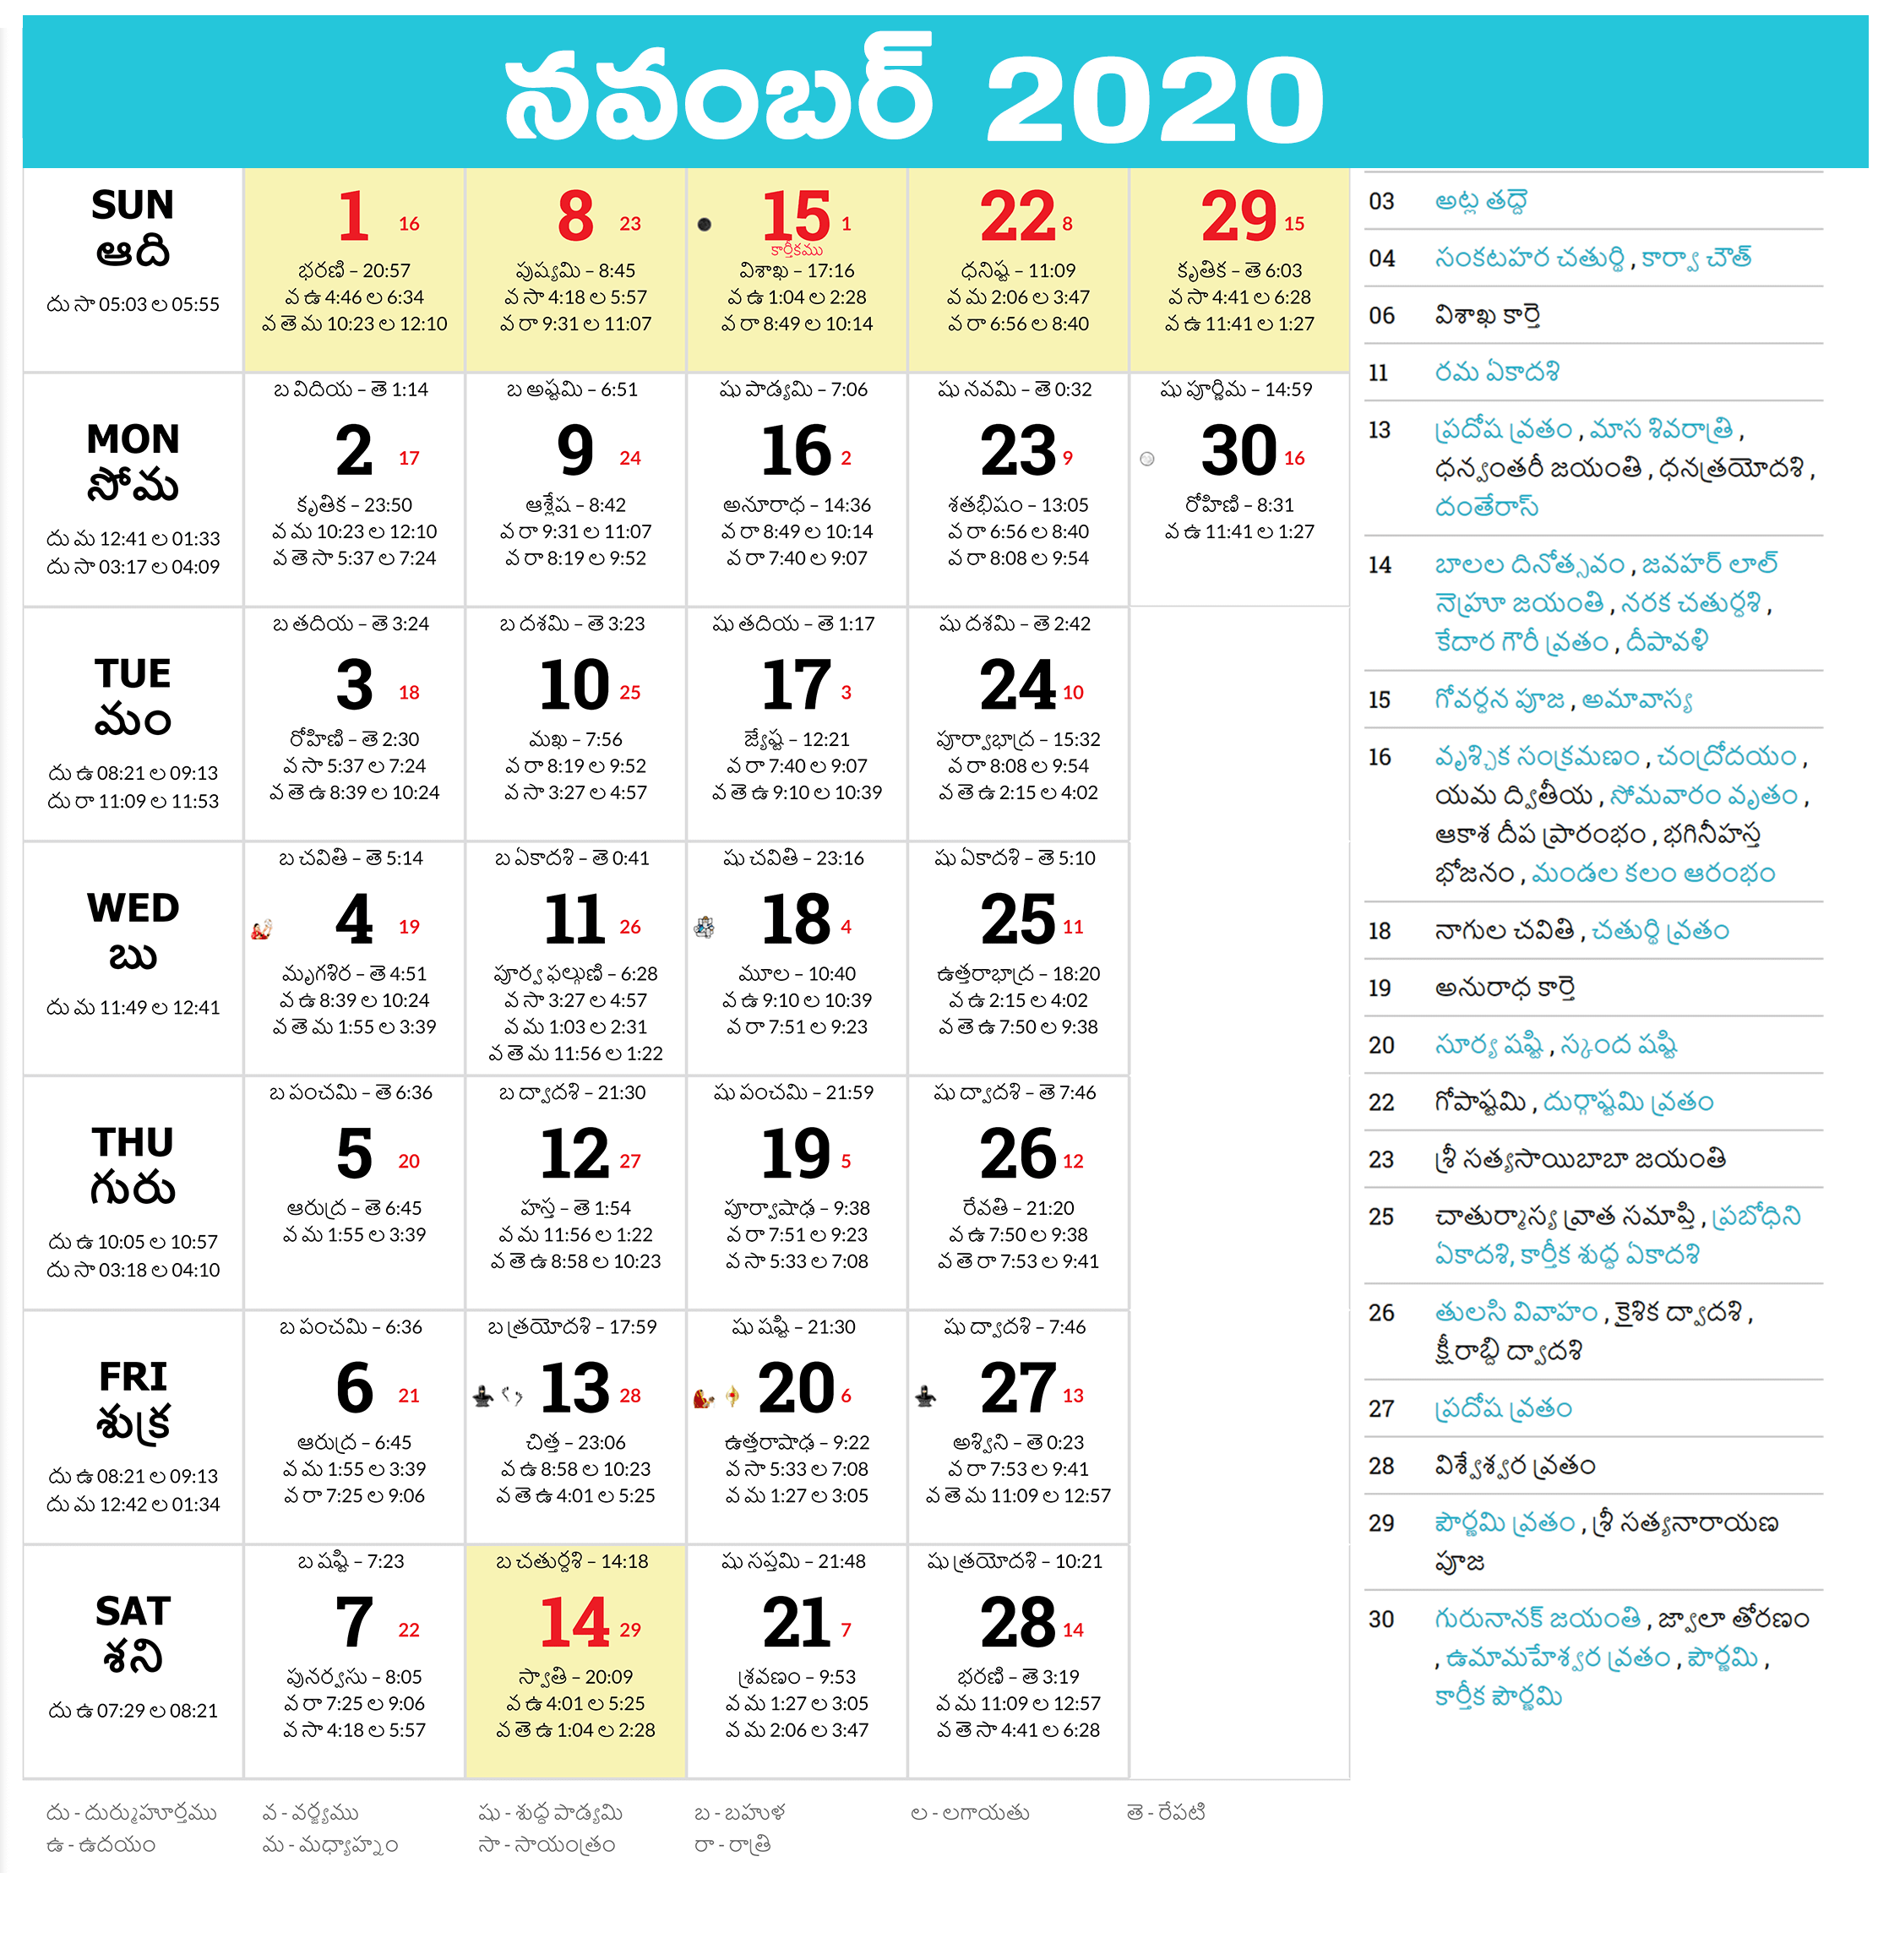 నవంబర్ 2020
SUN
ఆది
దు సా 05:03 ల 05:55
1 16
భరణి – 20:57
వ ఉ 4:46 ల 6:34
వ తె మ 10:23 ల 12:10
8 23
పుష్యమి – 8:45
వ సా 4:18 ల 5:57
వ రా 9:31 ల 11:07
15 1
కార్తీకము
విశాఖ – 17:16
వ ఉ 1:04 ల 2:28
వ రా 8:49 ల 10:14
22 8
ధనిష్ట – 11:09
వ మ 2:06 ల 3:47
వ రా 6:56 ల 8:40
29 15
కృతిక – తె 6:03
వ సా 4:41 ల 6:28
వ ఉ 11:41 ల 1:27
MON
సోమ
దు మ 12:41 ల 01:33
దు సా 03:17 ల 04:09
బ విదియ – తె 1:14
2 17
కృతిక – 23:50
వ మ 10:23 ల 12:10
వ తె సా 5:37 ల 7:24
బ అష్టమి – 6:51
9 24
ఆశ్లేష – 8:42
వ రా 9:31 ల 11:07
వ రా 8:19 ల 9:52
షు పాడ్యమి – 7:06
16 2
అనూరాధ – 14:36
వ రా 8:49 ల 10:14
వ రా 7:40 ల 9:07
షు నవమి – తె 0:32
23 9
శతభిషం – 13:05
వ రా 6:56 ల 8:40
వ రా 8:08 ల 9:54
షు పూర్ణిమ – 14:59
30 16
రోహిణి – 8:31
వ ఉ 11:41 ల 1:27
TUE
మం
దు ఉ 08:21 ల 09:13
దు రా 11:09 ల 11:53
బ తదియ – తె 3:24
3 18
రోహిణి – తె 2:30
వ సా 5:37 ల 7:24
వ తె ఉ 8:39 ల 10:24
బ దశమి – తె 3:23
10 25
మఖ – 7:56
వ రా 8:19 ల 9:52
వ సా 3:27 ల 4:57
షు తదియ – తె 1:17
17 3
జ్యేష్ట – 12:21
వ రా 7:40 ల 9:07
వ తె ఉ 9:10 ల 10:39
షు దశమి – తె 2:42
24 10
పూర్వాభాద్ర – 15:32
వ రా 8:08 ల 9:54
వ తె ఉ 2:15 ల 4:02
WED
బు
దు మ 11:49 ల 12:41
బ చవితి – తె 5:14
4 19
మృగశిర – తె 4:51
వ ఉ 8:39 ల 10:24
వ తె మ 1:55 ల 3:39
బ ఏకాదశి – తె 0:41
11 26
పూర్వ ఫల్గుణి – 6:28
వ సా 3:27 ల 4:57
వ మ 1:03 ల 2:31
వ తె మ 11:56 ల 1:22
షు చవితి – 23:16
18 4
మూల – 10:40
వ ఉ 9:10 ల 10:39
వ రా 7:51 ల 9:23
షు ఏకాదశి – తె 5:10
25 11
ఉత్తరాభాద్ర – 18:20
వ ఉ 2:15 ల 4:02
వ తె ఉ 7:50 ల 9:38
THU
గురు
దు ఉ 10:05 ల 10:57
దు సా 03:18 ల 04:10
బ పంచమి – తె 6:36
5 20
ఆరుద్ర – తె 6:45
వ మ 1:55 ల 3:39
బ ద్వాదశి – 21:30
12 27
హస్త – తె 1:54
వ మ 11:56 ల 1:22
వ తె ఉ 8:58 ల 10:23
షు పంచమి – 21:59
19 5
పూర్వాషాఢ – 9:38
వ రా 7:51 ల 9:23
వ సా 5:33 ల 7:08
షు ద్వాదశి – తె 7:46
26 12
రేవతి – 21:20
వ ఉ 7:50 ల 9:38
వ తె రా 7:53 ల 9:41
FRI
శుక్ర
దు ఉ 08:21 ల 09:13
దు మ 12:42 ల 01:34
బ పంచమి – 6:36
6 21
ఆరుద్ర – 6:45
వ మ 1:55 ల 3:39
వ రా 7:25 ల 9:06
బ త్రయోదశి – 17:59
13 28
చిత్త – 23:06
వ ఉ 8:58 ల 10:23
వ తె ఉ 4:01 ల 5:25
షు షష్టి – 21:30
20 6
ఉత్తరాషాఢ – 9:22
వ సా 5:33 ల 7:08
వ మ 1:27 ల 3:05
షు ద్వాదశి – 7:46
27 13
అశ్విని – తె 0:23
వ రా 7:53 ల 9:41
వ తె మ 11:09 ల 12:57
SAT
శని
దు ఉ 07:29 ల 08:21
బ షష్టి – 7:23
7 22
పునర్వసు – 8:05
వ రా 7:25 ల 9:06
వ సా 4:18 ల 5:57
బ చతుర్దశి – 14:18
14 29
స్వాతి – 20:09
వ ఉ 4:01 ల 5:25
వ తె ఉ 1:04 ల 2:28
షు సప్తమి – 21:48
21 7
శ్రవణం – 9:53
వ మ 1:27 ల 3:05
వ మ 2:06 ల 3:47
షు త్రయోదశి – 10:21
28 14
భరణి – తె 3:19
వ మ 11:09 ల 12:57
వ తె సా 4:41 ల 6:28
03 అట్ల తద్దె
04 సంకటహర చతుర్థి , కార్వా చౌత్
06 విశాఖ కార్తె
11 రమ ఏకాదశి
13 ప్రదోష వ్రతం , మాస శివరాత్రి ,
ధన్వంతరీ జయంతి , ధనత్రయోదశి ,
దంతేరాస్
14 బాలల దినోత్సవం , జవహర్ లాల్
నెహ్రూ జయంతి , నరక చతుర్దశి ,
కేదార గౌరీ వ్రతం , దీపావళి
15 గోవర్దన పూజ , అమావాస్య
16 వృశ్చిక సంక్రమణం , చంద్రోదయం ,
యమ ద్వితీయ , సోమవారం వృతం ,
ఆకాశ దీప ప్రారంభం , భగినీహస్త
భోజనం , మండల కలం ఆరంభం
18 నాగుల చవితి , చతుర్థి వ్రతం
19 అనురాధ కార్తె
20 సూర్య షష్టి , స్కంద షష్టి
22 గోపాష్టమి , దుర్గాష్టమి వ్రతం
23 శ్రీ సత్యసాయిబాబా జయంతి
25 చాతుర్మాస్య వ్రాత సమాప్తి , ప్రబోధిని
ఏకాదశి, కార్తీక శుద్ద ఏకాదశి
26 తులసి వివాహం , కైశిక ద్వాదశి ,
క్షీరాబ్ది ద్వాదశి
27 ప్రదోష వ్రతం
28 విశ్వేశ్వర వ్రతం
29 పౌర్ణమి వ్రతం , శ్రీ సత్యనారాయణ
పూజ
30 గురునానక్ జయంతి , జ్వాలా తోరణం
, ఉమామహేశ్వర వ్రతం , పౌర్ణమి ,
కార్తీక పౌర్ణమి
దు - దుర్ముహూర్తము వ - వర్జ్యము షు - శుద్ధ పాడ్యమి బ - బహుళ ల - లగాయతు తె - రేపటి
ఉ - ఉదయం మ - మధ్యాహ్నం సా - సాయంత్రం రా - రాత్రి